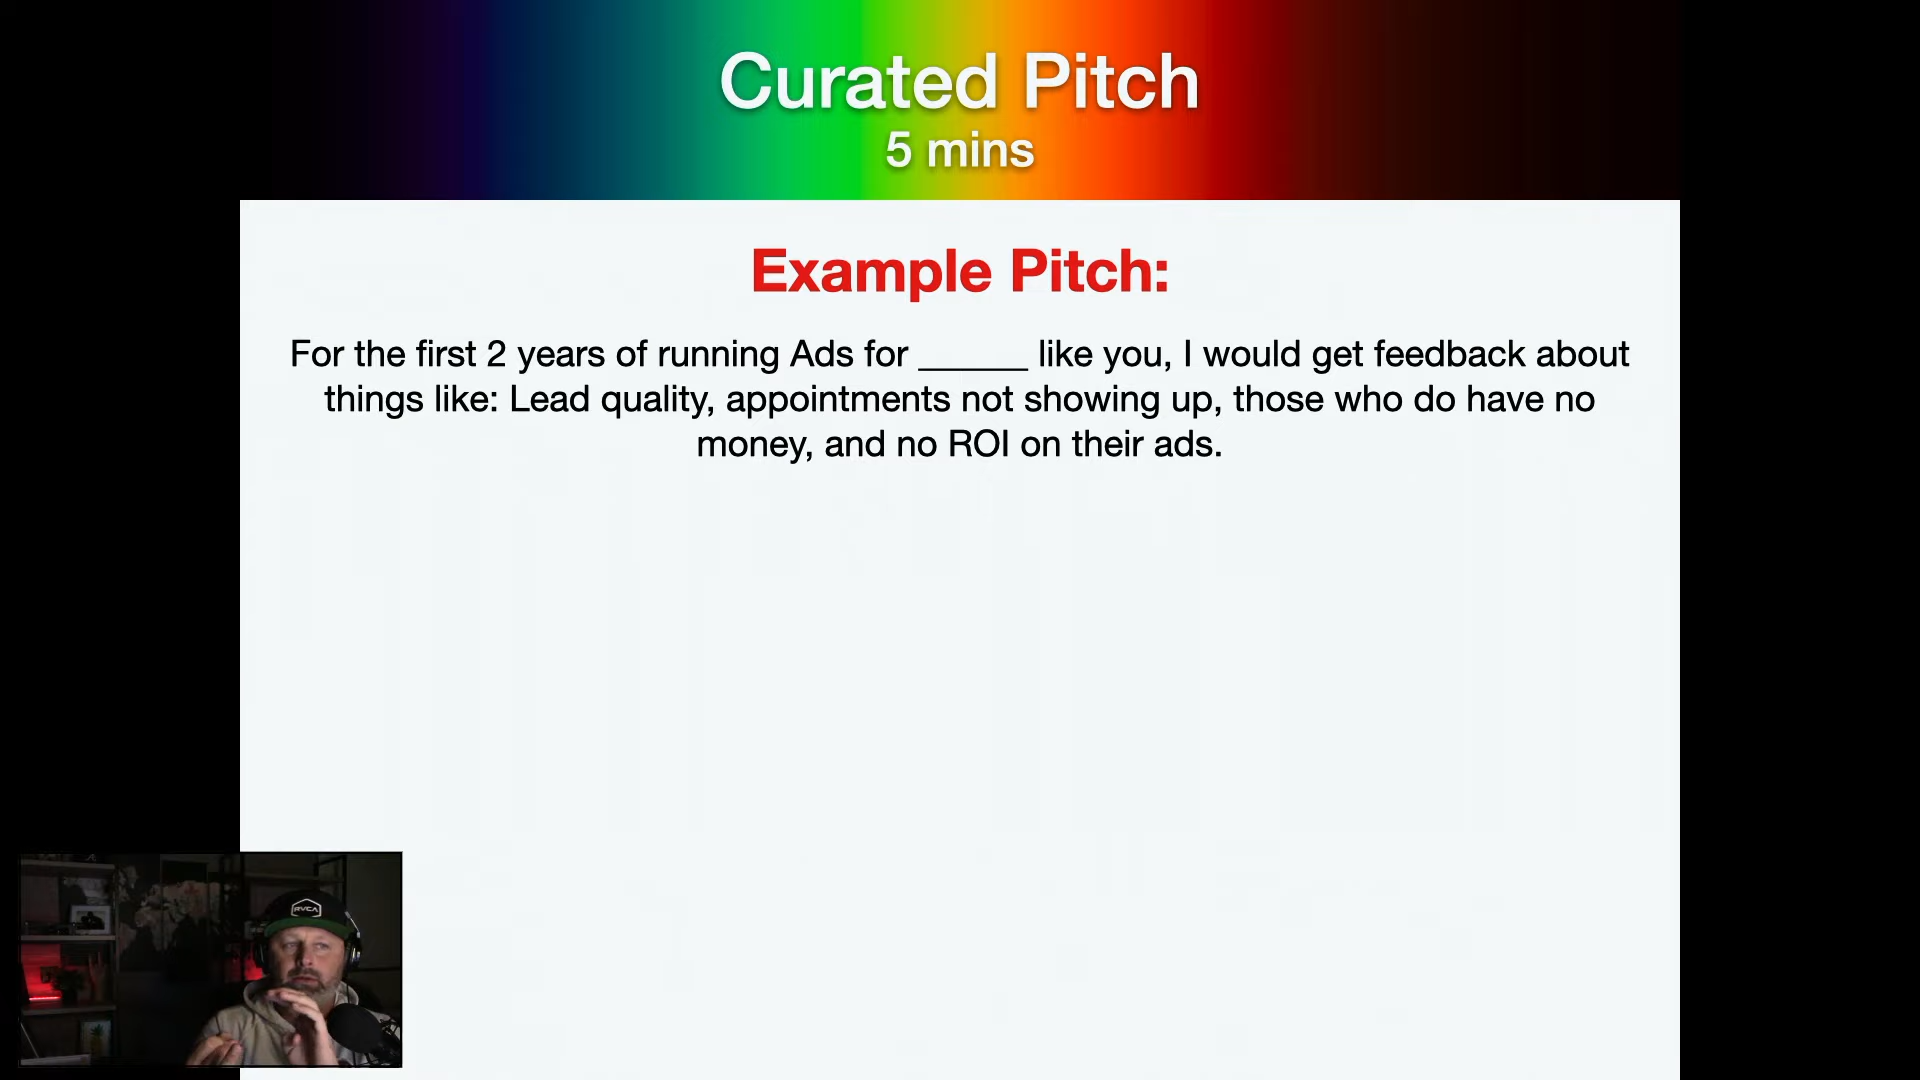 Curated Pitch
5 mins
Example Pitch:
For the first 2 years of running Ads for ______ like you, I would get feedback about
things like: Lead quality, appointments not showing up, those who do have no
money, and no ROI on their ads.
RVCA